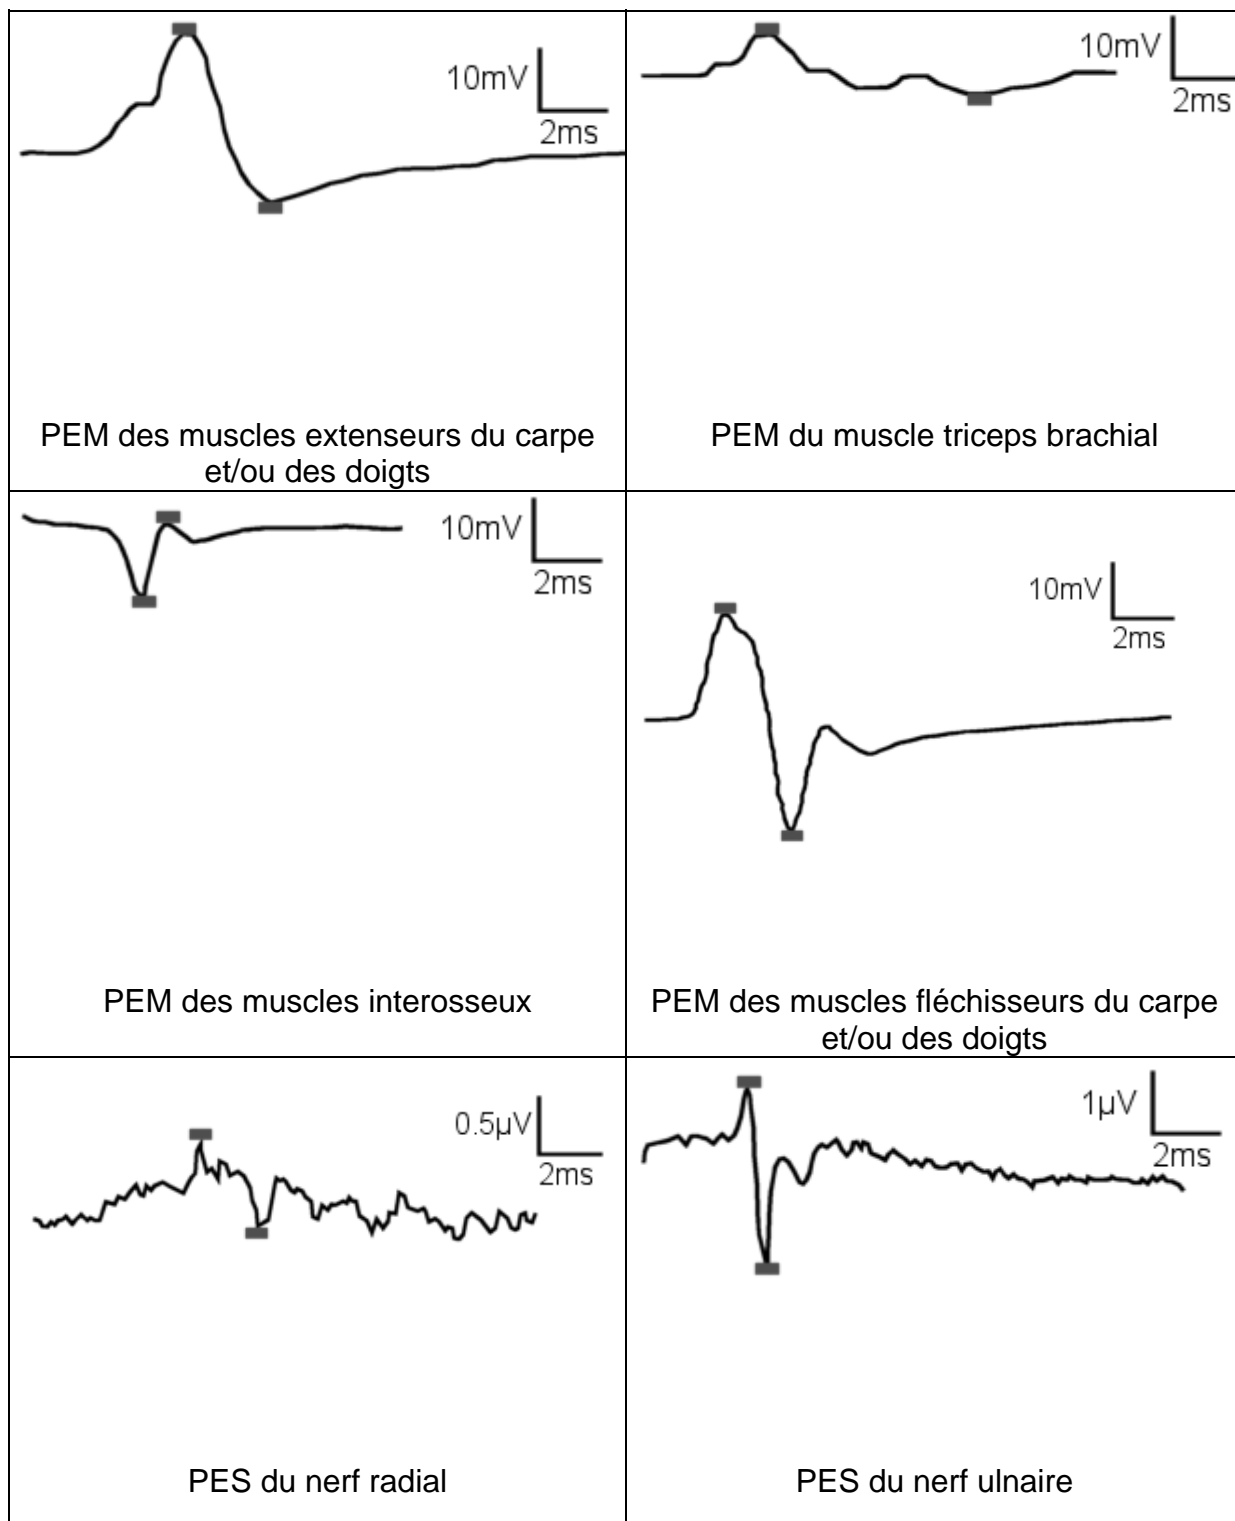 10mV
2ms
PEM des muscles extenseurs du carpe
et/ou des doigts
10mV
2ms
PEM du muscle triceps brachial
10mV
2ms
PEM des muscles interosseux
10mV
2ms
PEM des muscles fléchisseurs du carpe
et/ou des doigts
0.5µV
2ms
PES du nerf radial
1µV
2ms
PES du nerf ulnaire